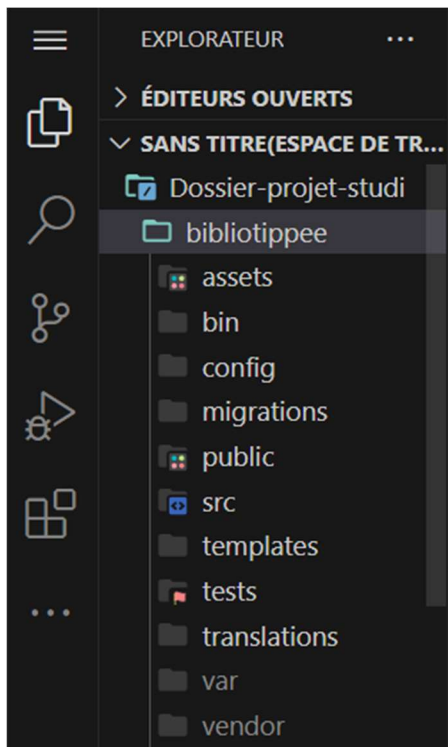 EXPLORATEUR
ÉDITEURS OUVERTS
SANS TITRE(ESPACE DE TR...
Dossier-projet-studi
bibliotippee
assets
bin
config
migrations
public
src
templates
tests
translations
var
vendor